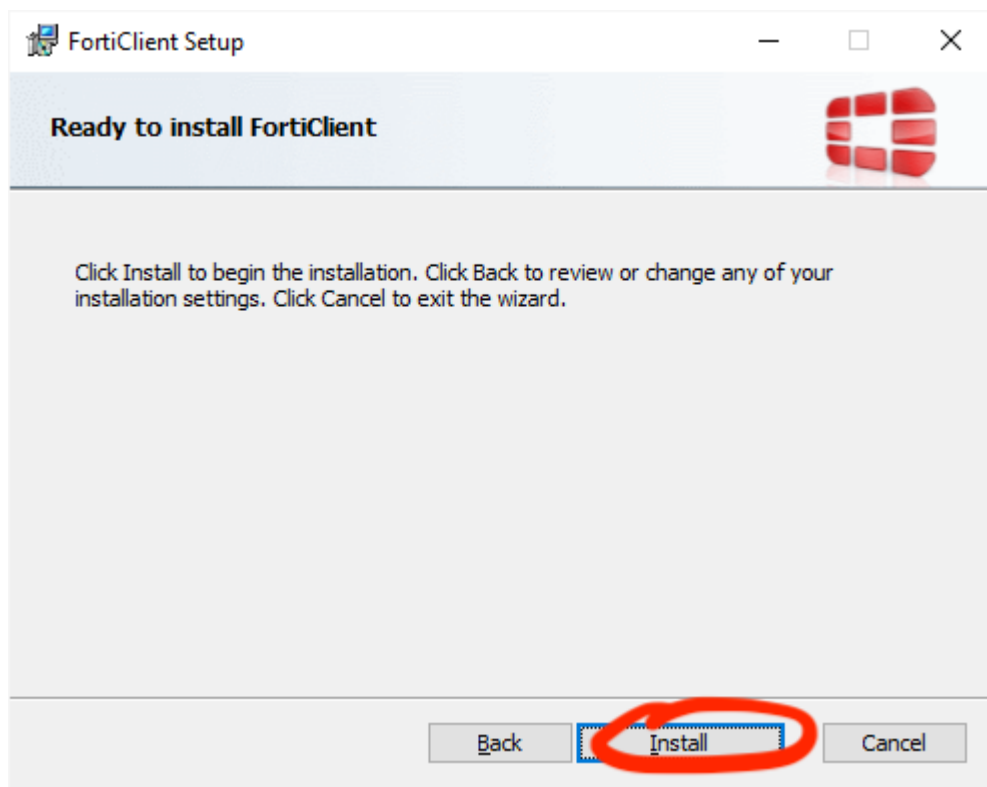 FortiClient Setup
Ready to install FortiClient
Click Install to begin the installation. Click Back to review or change any of your
installation settings. Click Cancel to exit the wizard.
Back
Install
Cancel